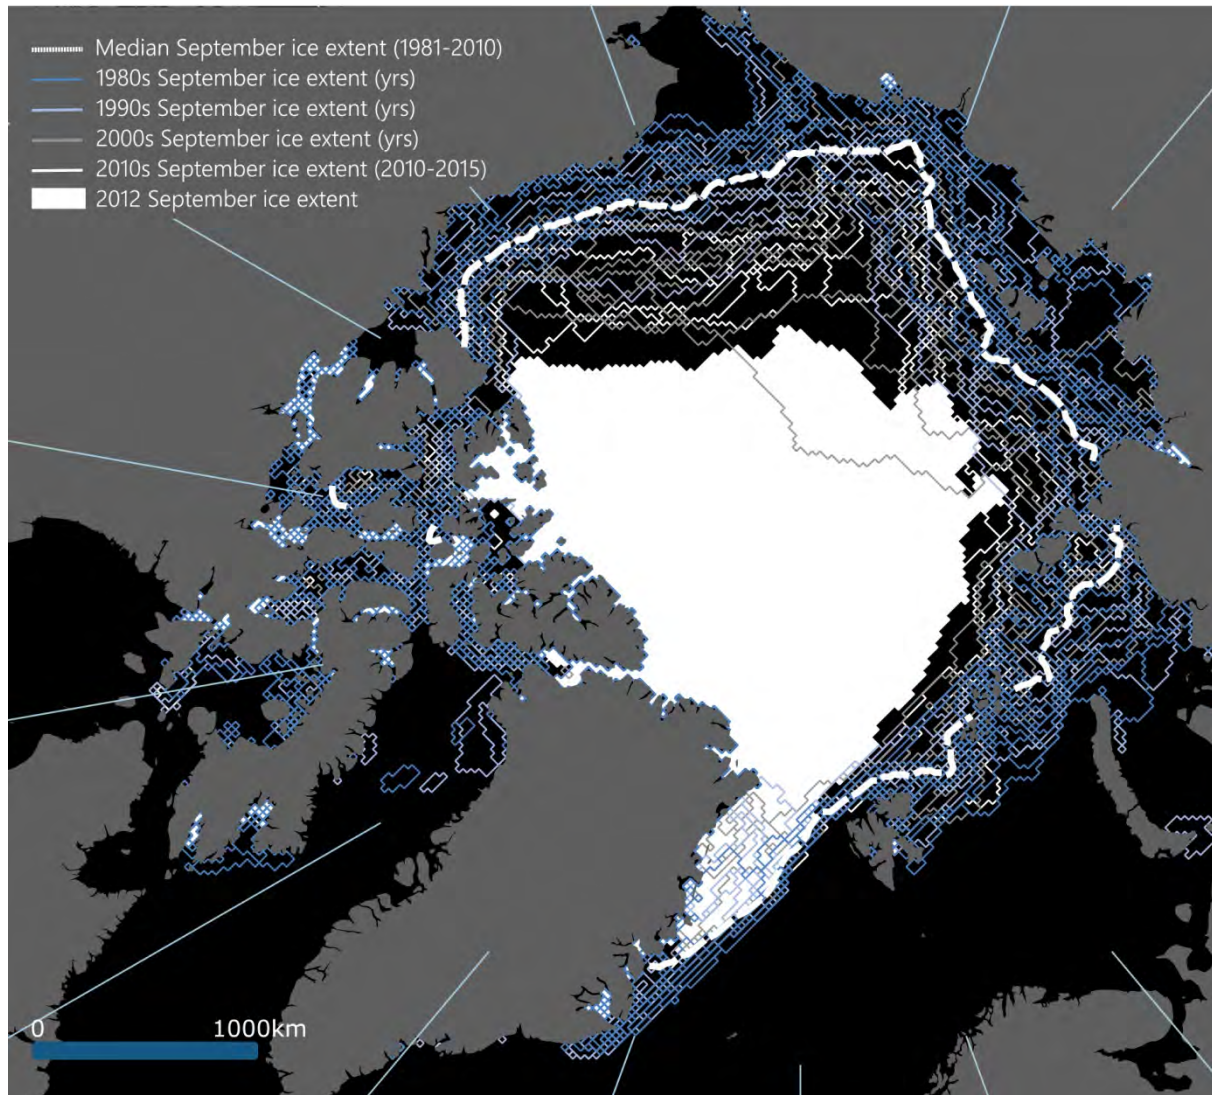 Median September ice extent (1981-2010)
1980s September ice extent (yrs)
1990s September ice extent (yrs)
2000s September ice extent (yrs)
2010s September ice extent (2010-2015)
2012 September ice extent
0 1000km